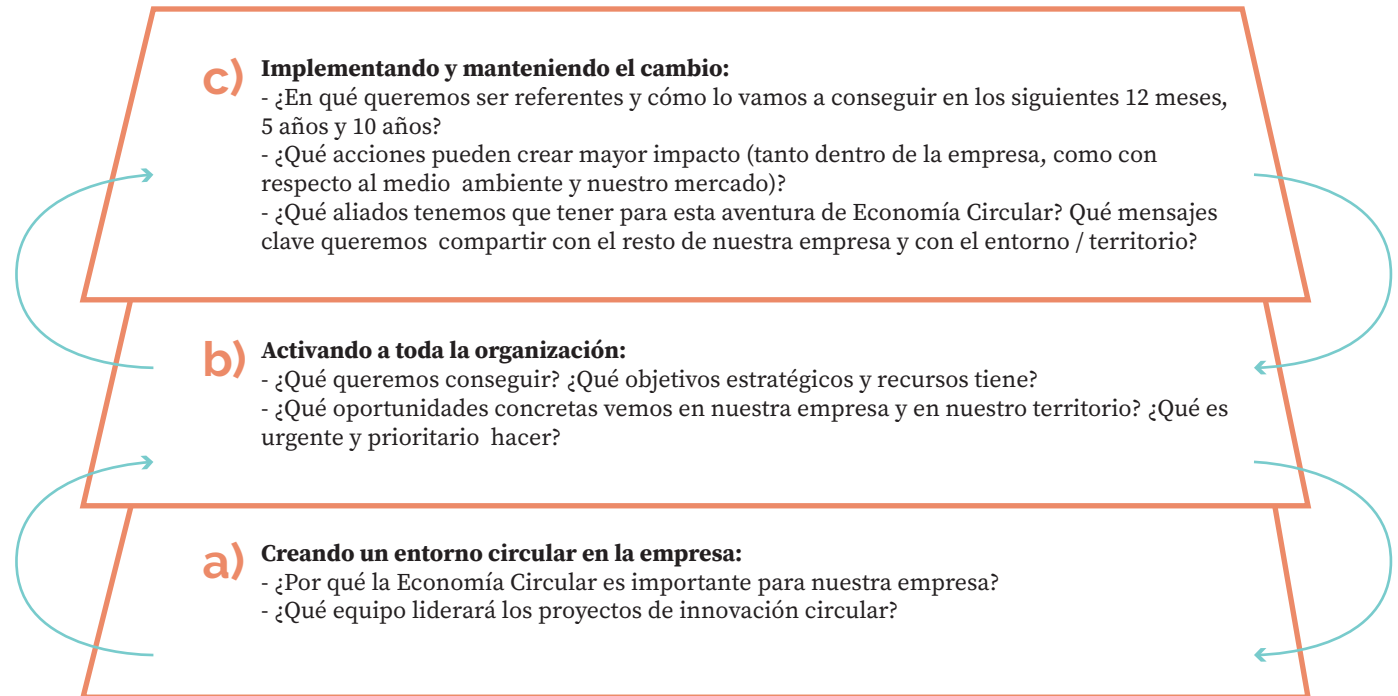 c) Implementando y manteniendo el cambio:
- ¿En qué queremos ser referentes y cómo lo vamos a conseguir en los siguientes 12 meses,
5 años y 10 años?
- ¿Qué acciones pueden crear mayor impacto (tanto dentro de la empresa, como con
respecto al medio  ambiente y nuestro mercado)?
- ¿Qué aliados tenemos que tener para esta aventura de Economía Circular? Qué mensajes
clave queremos  compartir con el resto de nuestra empresa y con el entorno / territorio?
b) Activando a toda la organización:
- ¿Qué queremos conseguir? ¿Qué objetivos estratégicos y recursos tiene?
- ¿Qué oportunidades concretas vemos en nuestra empresa y en nuestro territorio? ¿Qué es
urgente y prioritario  hacer?
a) Creando un entorno circular en la empresa:
- ¿Por qué la Economía Circular es importante para nuestra empresa?
- ¿Qué equipo liderará los proyectos de innovación circular?